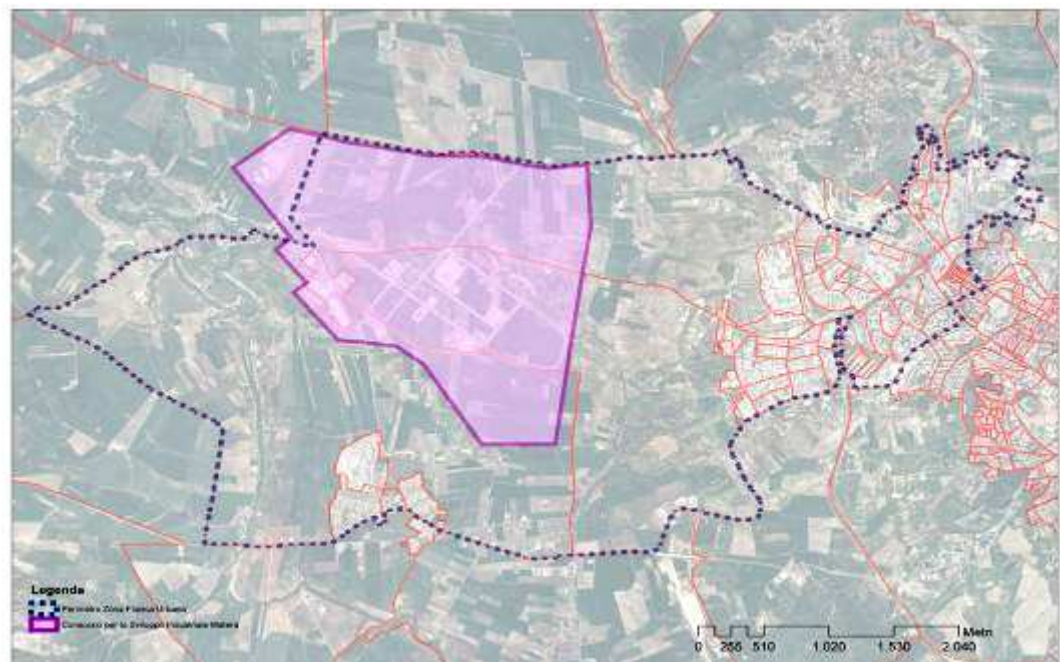 Legenda
Perimetro Zona Franca Urbana
Consorzio per lo Sviluppo Industriale Matera
Metri
0 255 510 1.020 1.530 2.040